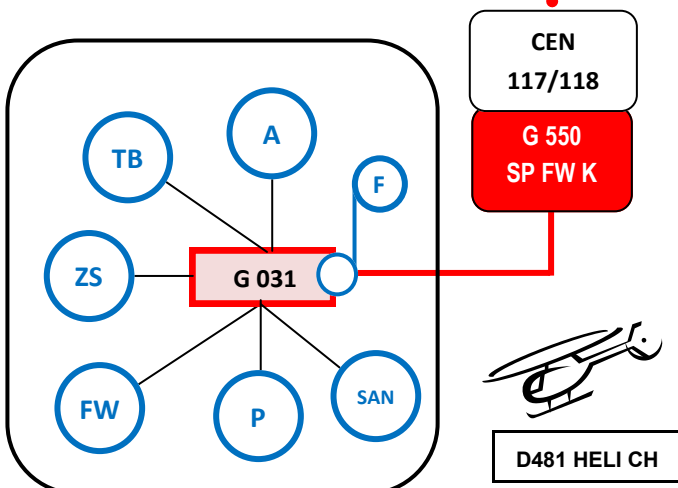 CEN
117/118
G 550
SP FW K
A
TB
F
ZS
G 031
FW
P
SAN
D481 HELI CH